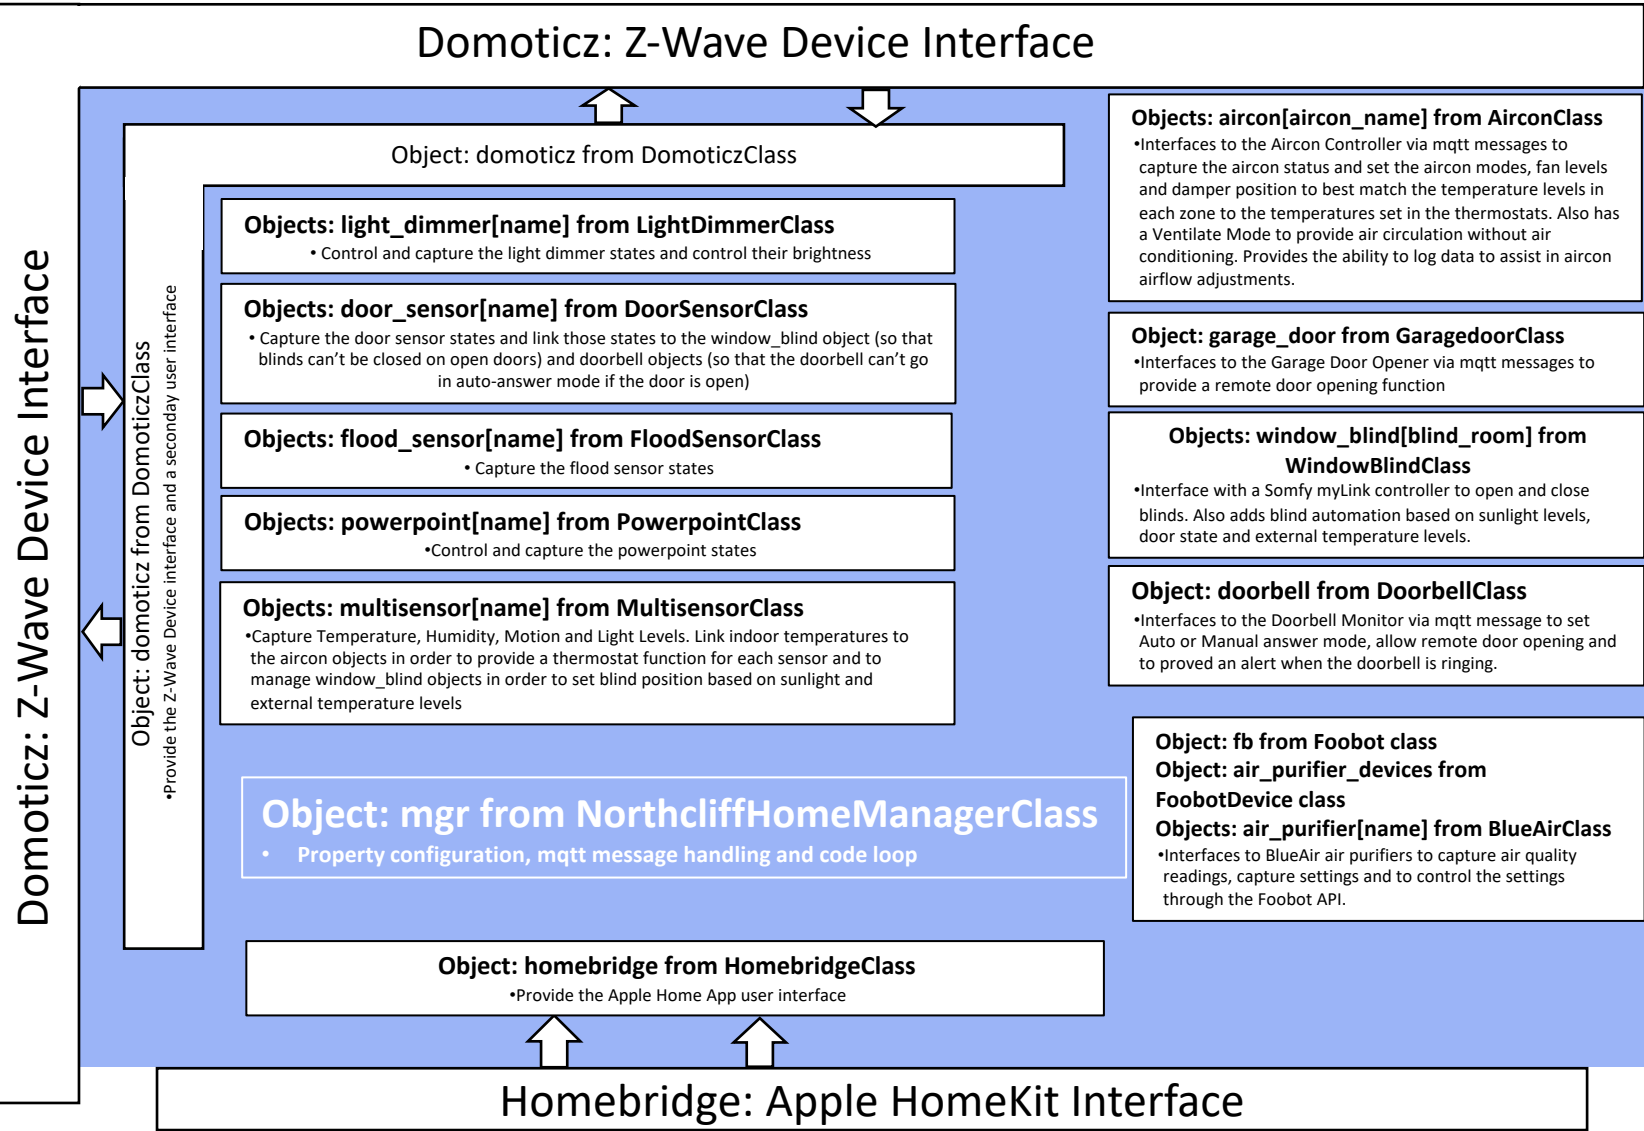 Domoticz: Z-Wave Device Interface
Domoticz: Z-Wave Device Interface
Object: domoticz from DomoticzClass
Object: domoticz from DomoticzClass
•Provide the Z-Wave Device interface and a seconday user interface
Objects: light_dimmer[name] from LightDimmerClass
• Control and capture the light dimmer states and control their brightness
Objects: door_sensor[name] from DoorSensorClass
• Capture the door sensor states and link those states to the window_blind object (so that
blinds can’t be closed on open doors) and doorbell objects (so that the doorbell can’t go
in auto-answer mode if the door is open)
Objects: flood_sensor[name] from FloodSensorClass
• Capture the flood sensor states
Objects: powerpoint[name] from PowerpointClass
•Control and capture the powerpoint states
Objects: multisensor[name] from MultisensorClass
•Capture Temperature, Humidity, Motion and Light Levels. Link indoor temperatures to
the aircon objects in order to provide a thermostat function for each sensor and to
manage window_blind objects in order to set blind position based on sunlight and
external temperature levels
Objects: aircon[aircon_name] from AirconClass
•Interfaces to the Aircon Controller via mqtt messages to
capture the aircon status and set the aircon modes, fan levels
and damper position to best match the temperature levels in
each zone to the temperatures set in the thermostats. Also has
a Ventilate Mode to provide air circulation without air
conditioning. Provides the ability to log data to assist in aircon
airflow adjustments.
Object: garage_door from GaragedoorClass
•Interfaces to the Garage Door Opener via mqtt messages to
provide a remote door opening function
Objects: window_blind[blind_room] from
WindowBlindClass
•Interface with a Somfy myLink controller to open and close
blinds. Also adds blind automation based on sunlight levels,
door state and external temperature levels.
Object: doorbell from DoorbellClass
•Interfaces to the Doorbell Monitor via mqtt message to set
Auto or Manual answer mode, allow remote door opening and
to proved an alert when the doorbell is ringing.
Object: fb from Foobot class
Object: air_purifier_devices from
FoobotDevice class
Objects: air_purifier[name] from BlueAirClass
•Interfaces to BlueAir air purifiers to capture air quality
readings, capture settings and to control the settings
through the Foobot API.
Object: mgr from NorthcliffHomeManagerClass
• Property configuration, mqtt message handling and code loop
Object: homebridge from HomebridgeClass
•Provide the Apple Home App user interface
Homebridge: Apple HomeKit Interface